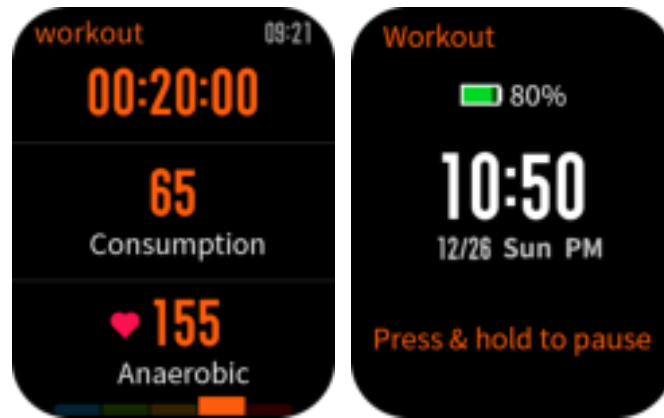 workout 09:21
00:20:00
65
Consumption
155
Anaerobic
Workout
80%
10:50
12/26 Sun PM
Press & hold to pause